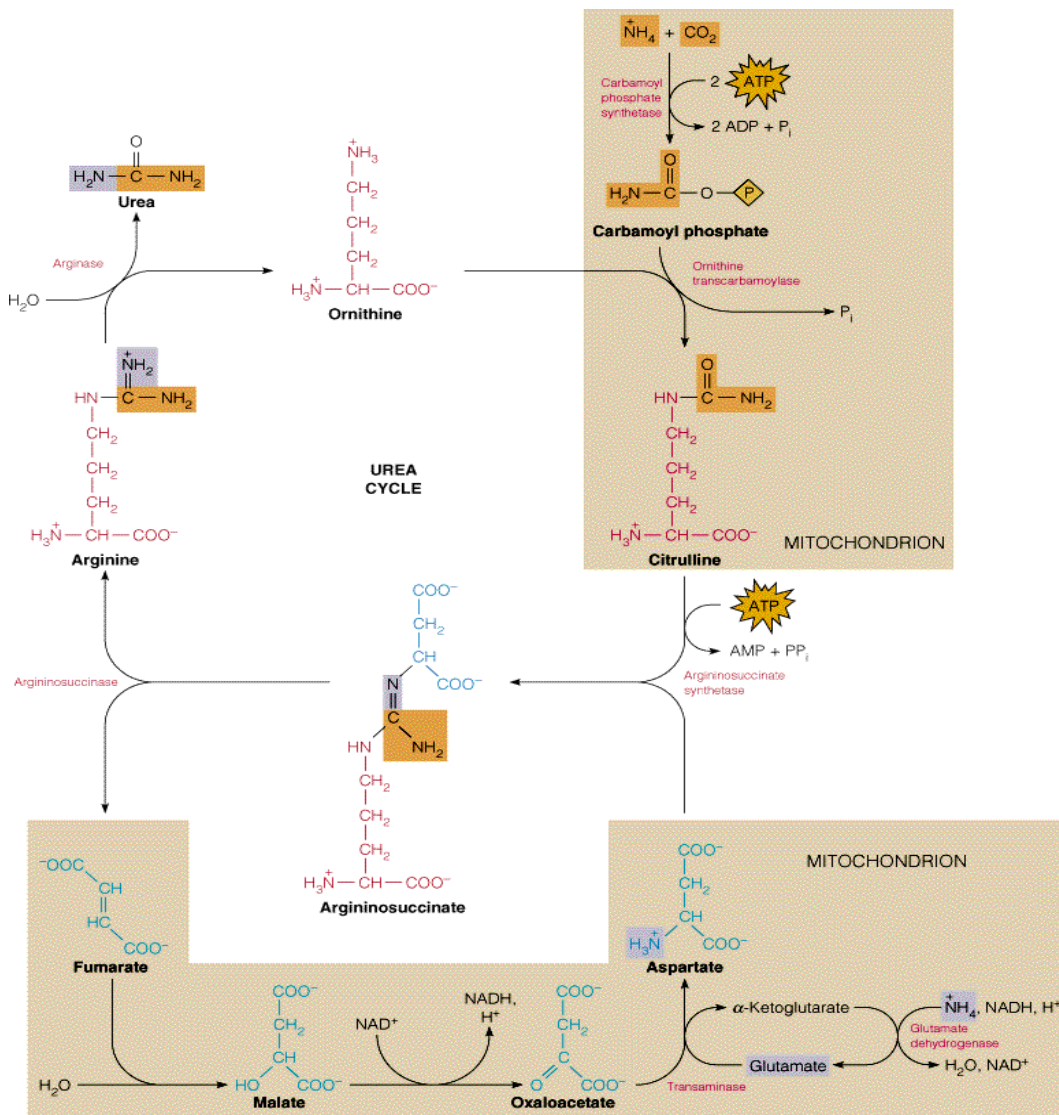 NH₄⁺ + CO₂
Carbamoyl
phosphate
synthetase
2 ATP
2 ADP + Pᵢ
O
H₂N—C—O—P
Carbamoyl phosphate
Ornithine
transcarbamoylase
Pᵢ
O
H₂N—C—NH₂
Urea
Arginase
H₂O
NH₃⁺
CH₂
CH₂
CH₂
H₃N⁺—CH—COO⁻
Ornithine
NH₂⁺
HN—C—NH₂
CH₂
CH₂
CH₂
H₃N⁺—CH—COO⁻
Arginine
UREA
CYCLE
O
HN—C—NH₂
CH₂
CH₂
CH₂
H₃N⁺—CH—COO⁻
Citrulline
MITOCHONDRION
ATP
AMP + PPᵢ
Argininosuccinate
synthetase
Argininosuccinase
COO⁻
CH₂
CH
N COO⁻
C
HN NH₂
CH₂
CH₂
CH₂
H₃N⁺—CH—COO⁻
Argininosuccinate
MITOCHONDRION
⁻OOC
CH
HC
COO⁻
Fumarate
H₂O
COO⁻
CH₂
CH
HO COO⁻
Malate
NAD⁺
NADH,
H⁺
COO⁻
CH₂
C
O COO⁻
Oxaloacetate
COO⁻
CH₂
CH
H₃N⁺ COO⁻
Aspartate
Transaminase
α-Ketoglutarate
Glutamate
NH₄⁺, NADH, H⁺
Glutamate
dehydrogenase
H₂O, NAD⁺